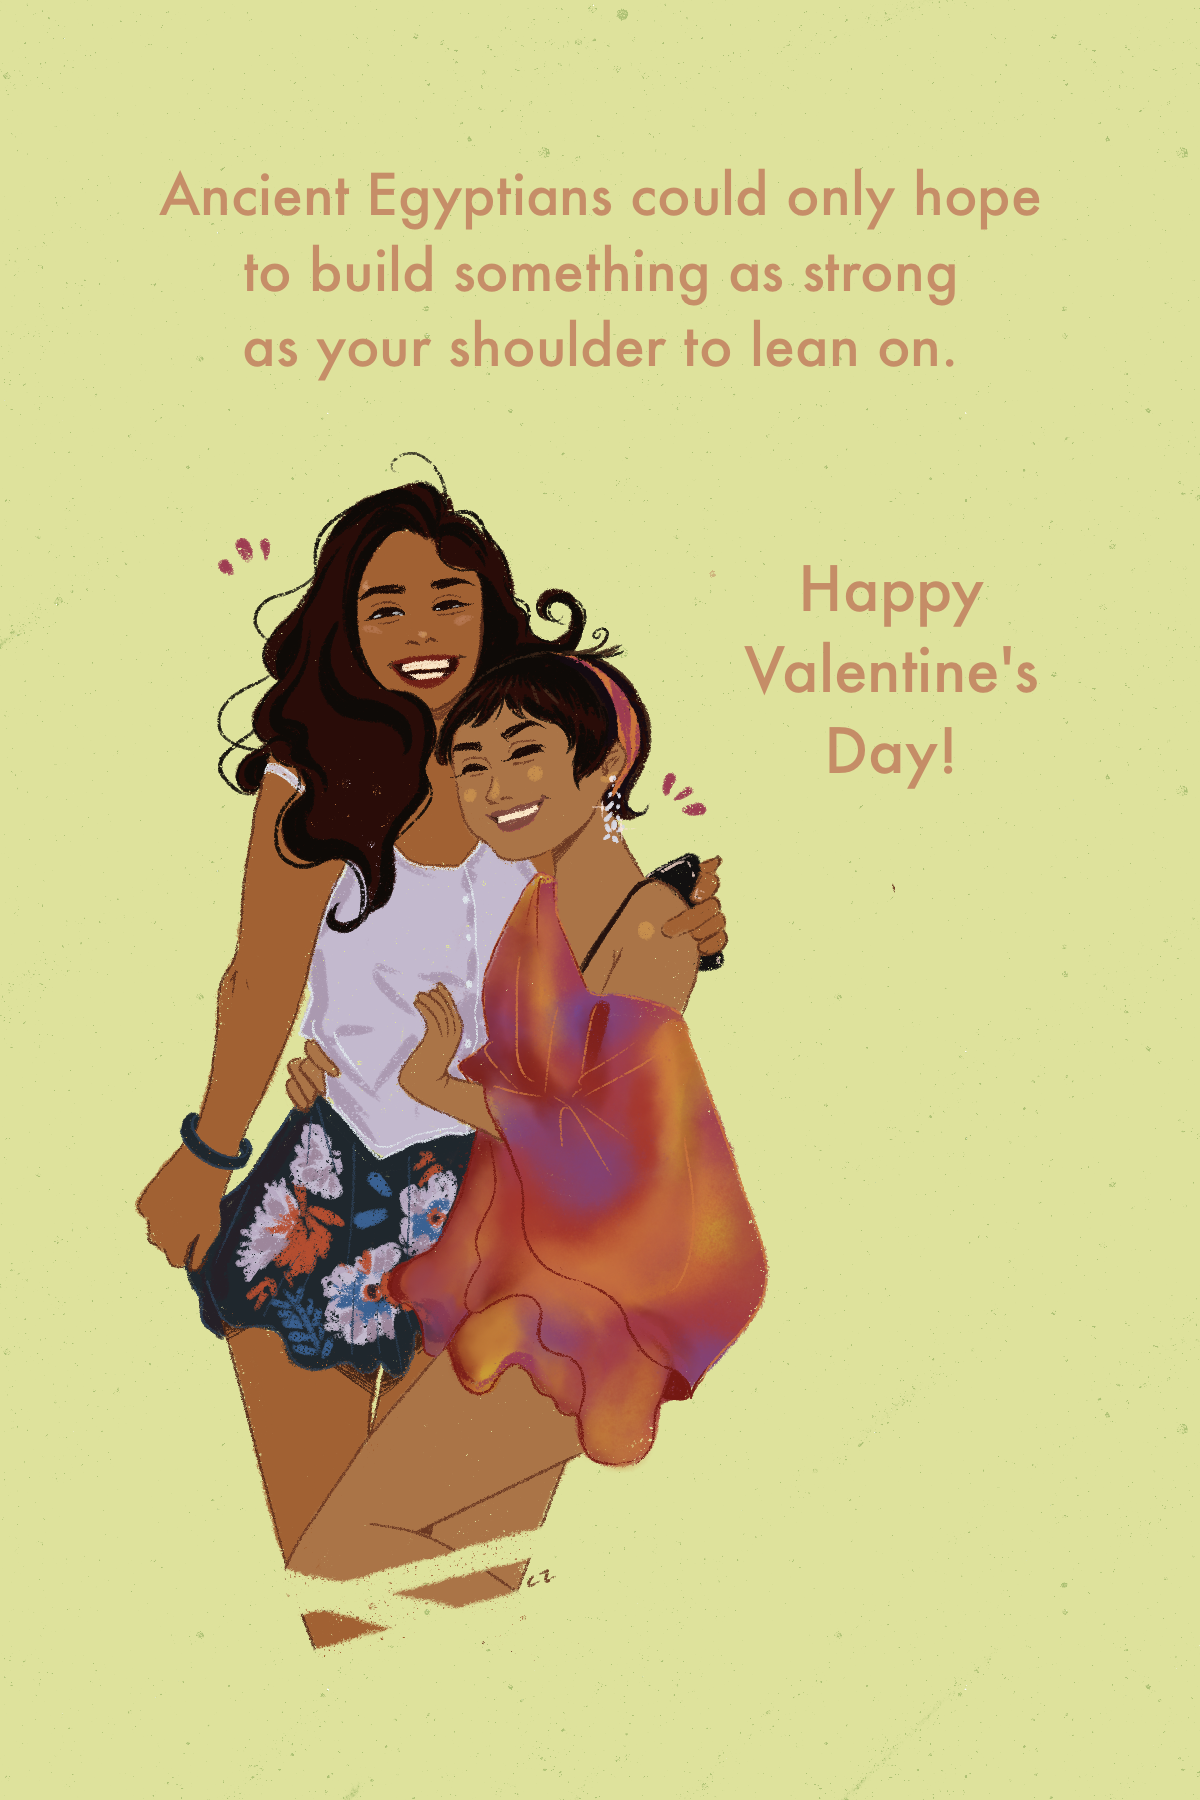 Ancient Egyptians could only hope
to build something as strong
as your shoulder to lean on.
Happy
Valentine's
Day!